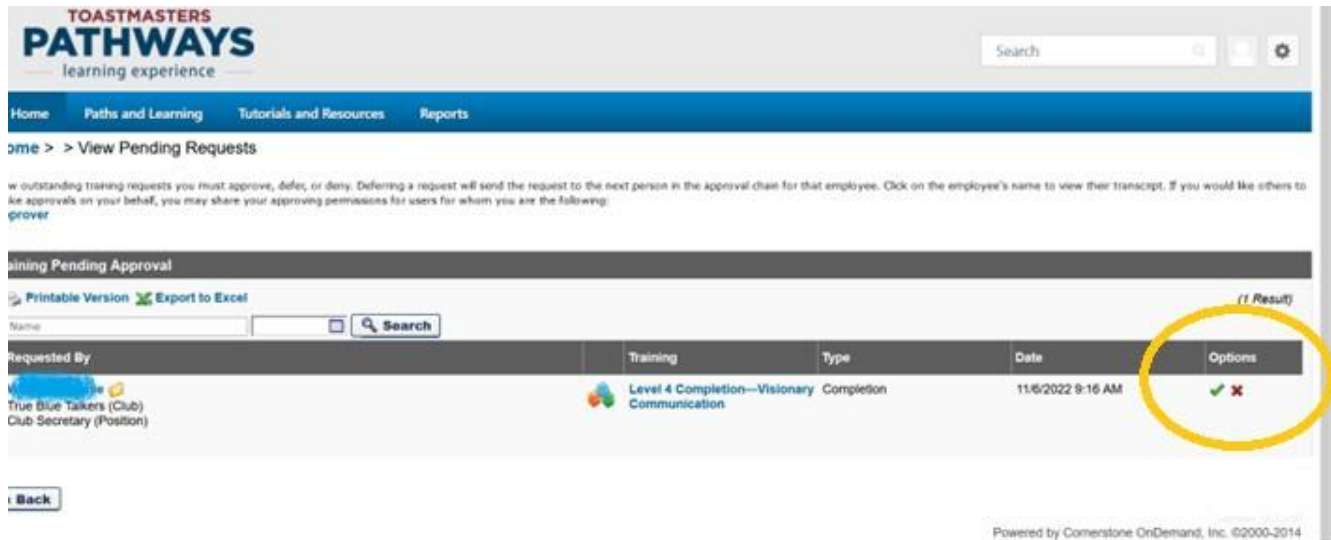 TOASTMASTERS
PATHWAYS
learning experience
Search
Home Paths and Learning Tutorials and Resources Reports
ome > > View Pending Requests
w outstanding training requests you must approve, defer, or deny. Deferring a request will send the request to the next person in the approval chain for that employee. Click on the employee's name to view their transcript. If you would like others to
ke approvals on your behalf, you may share your approving permissions for users for whom you are the following:
prover
aining Pending Approval
Printable Version Export to Excel (1 Result)
Name Search
Requested By Training Type Date Options
Level 4 Completion—Visionary Completion 11/6/2022 9:16 AM
True Blue Talkers (Club) Communication
Club Secretary (Position)
Back
Powered by Cornerstone OnDemand, Inc. ©2000-2014